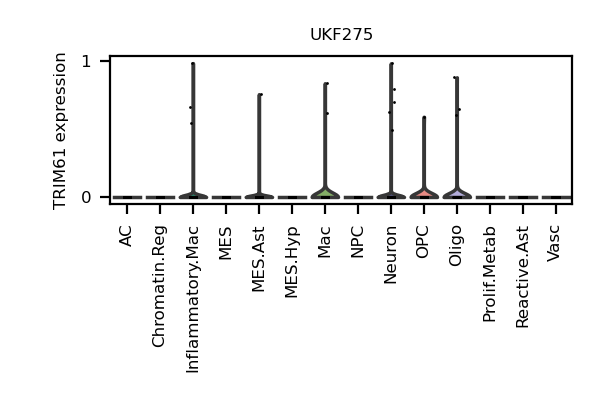 UKF275
TRIM61 expression
1
0
AC
Chromatin.Reg
Inflammatory.Mac
MES
MES.Ast
MES.Hyp
Mac
NPC
Neuron
OPC
Oligo
Prolif.Metab
Reactive.Ast
Vasc